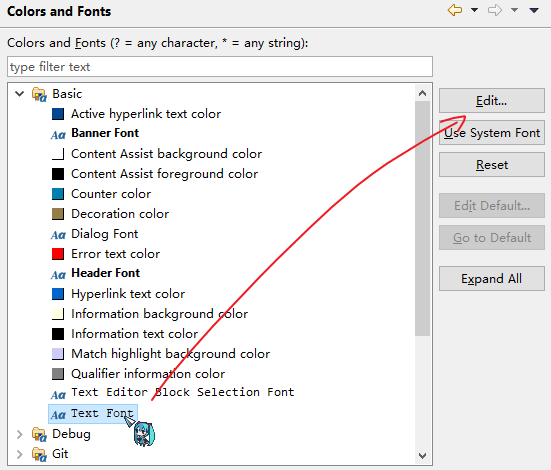 Colors and Fonts
Colors and Fonts (? = any character, * = any string):
type filter text
Basic
Active hyperlink text color
Aa Banner Font
Content Assist background color
Content Assist foreground color
Counter color
Decoration color
Aa Dialog Font
Error text color
Aa Header Font
Hyperlink text color
Information background color
Information text color
Match highlight background color
Qualifier information color
Aa Text Editor Block Selection Font
Aa Text Font
Debug
Git
Edit...
Use System Font
Reset
Edit Default...
Go to Default
Expand All